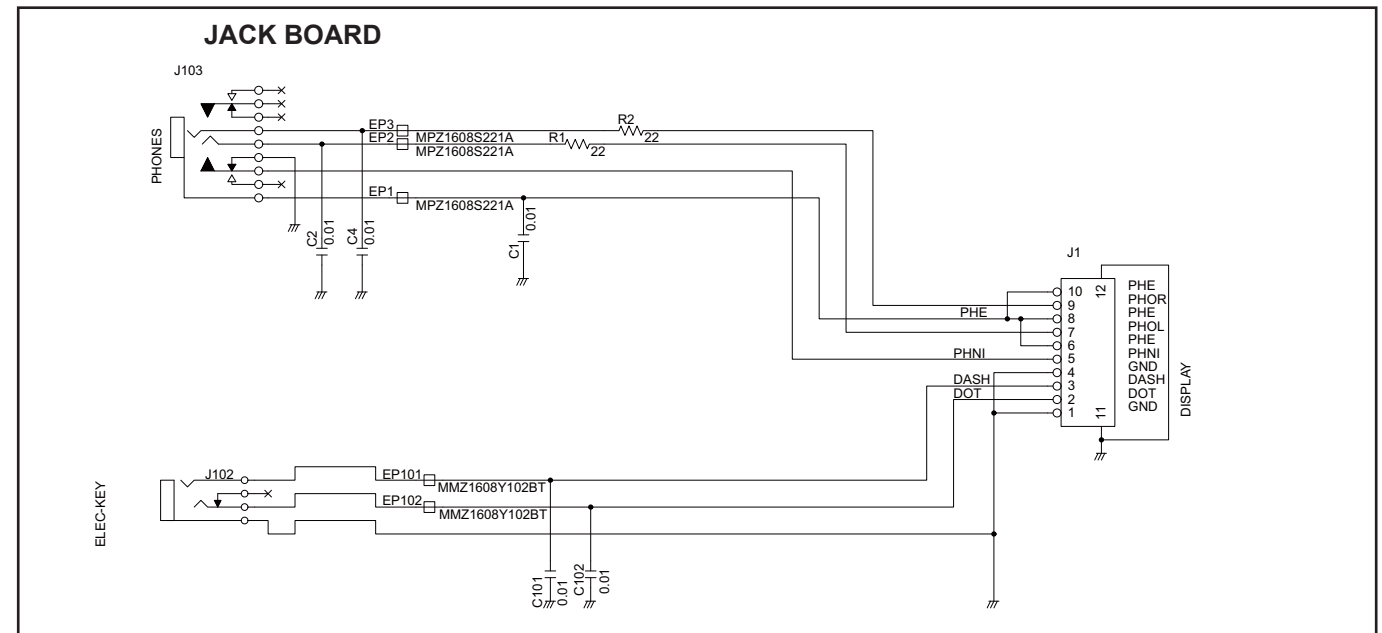 JACK BOARD
J103
PHONES
EP3
MPZ1608S221A
R2
22
EP2
MPZ1608S221A
R1
22
EP1
MPZ1608S221A
C2
0.01
C4
0.01
C1
0.01
J1
PHE
PHNI
DASH
DOT
10
9
8
7
6
5
4
3
2
1
12
11
PHE
PHOR
PHE
PHOL
PHE
PHNI
GND
DASH
DOT
GND
DISPLAY
ELEC-KEY
J102
EP101
MMZ1608Y102BT
EP102
MMZ1608Y102BT
C101
0.01
C102
0.01